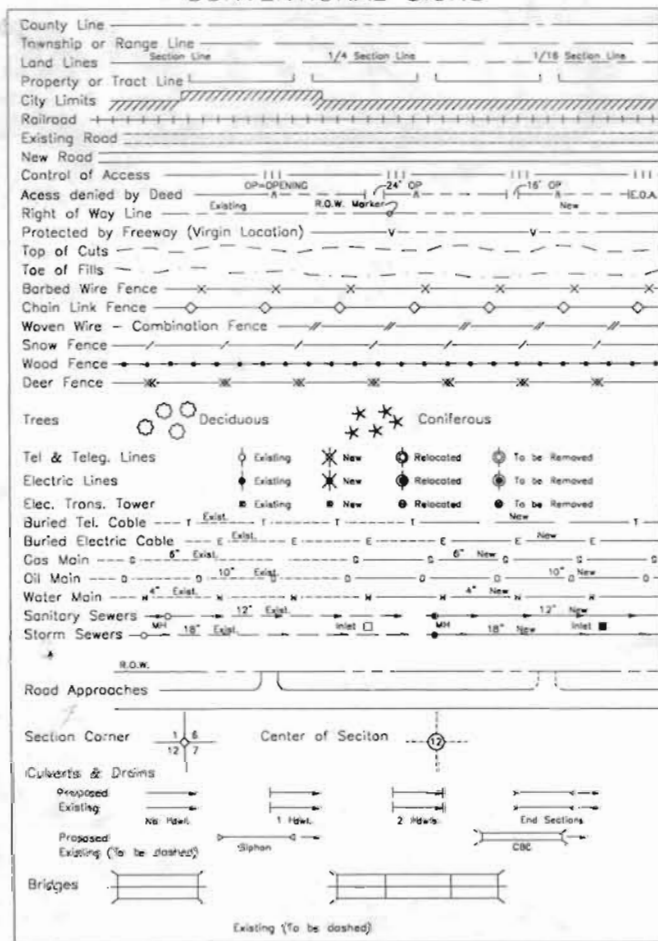 County Line
Township or Range Line
Land Lines Section Line 1/4 Section Line 1/16 Section Line
Property or Tract Line
City Limits
Railroad
Existing Road
New Road
Control of Access
OP=OPENING 24' OP 16' OP
Acess denied by Deed E.O.A.
Existing R.O.W. Marker New
Right of Way Line
Protected by Freeway (Virgin Location) V V
Top of Cuts
Toe of Fills
Barbed Wire Fence
Chain Link Fence
Woven Wire - Combination Fence
Snow Fence
Wood Fence
Deer Fence
Trees Deciduous Coniferous
Tel & Teleg. Lines Existing New Relocated To be Removed
Electric Lines Existing New Relocated To be Removed
Elec. Trans. Tower Existing New Relocated To be Removed
Buried Tel. Cable T Exist. T T T New T
Buried Electric Cable E Exist. E E E E New E
Gas Main G 6" Exist. G G 6" New G G
Oil Main O O 10" Exist. O O O O 10" New O
Water Main W 4" Exist. W W W W 4" New W W
Sanitary Sewers 12" Exist. 12" New
MH Inlet MH Inlet
Storm Sewers 18" Exist. 18" New
R.O.W.
Road Approaches
Section Corner 1 6 12 7 Center of Seciton 12
Culverts & Drains
Proposed
Existing
No Hdwl. 1 Hdwl. 2 Hdwls. End Sections
Proposed
Siphon CBC
Existing (To be dashed)
Bridges
Existing (To be dashed)